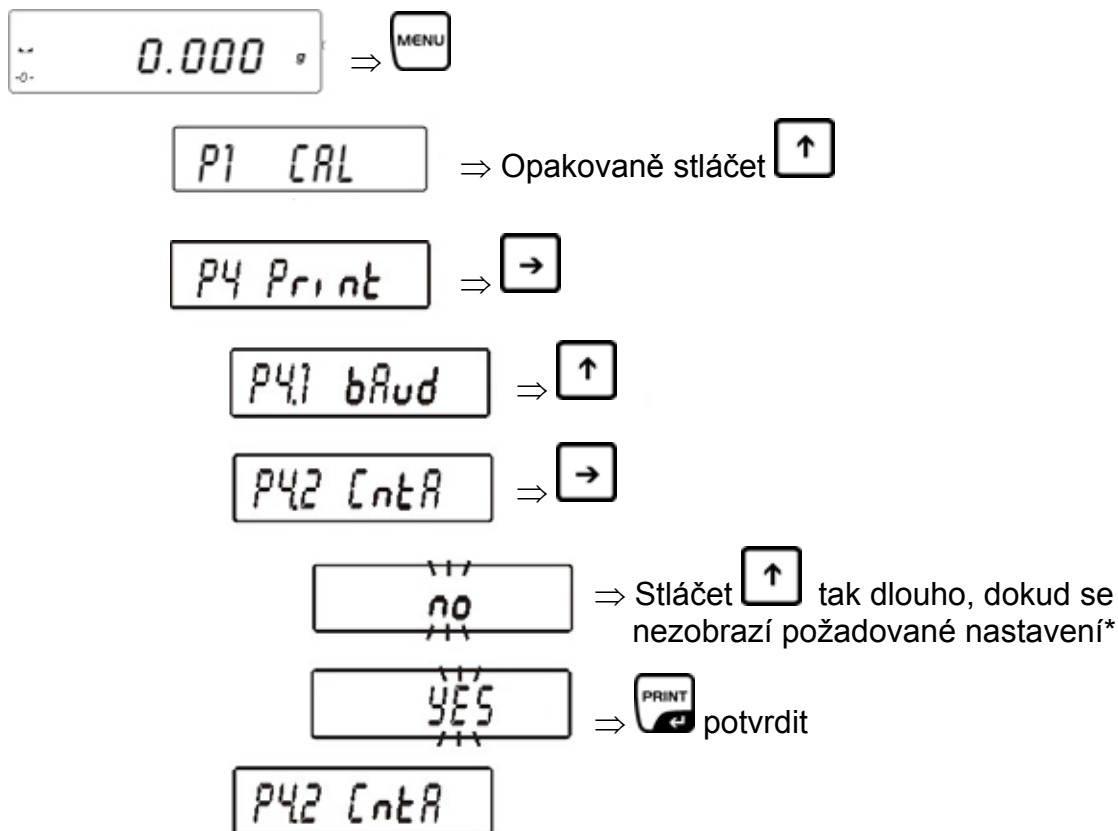 0.000 g ⇒ MENU
-0-
P1 CAL ⇒ Opakovaně stláčet ↑
P4 Print ⇒ →
P4.1 bAud ⇒ ↑
P4.2 CntA ⇒ →
no ⇒ Stláčet ↑ tak dlouho, dokud se
nezobrazí požadované nastavení*
YES ⇒ PRINT potvrdit
P4.2 CntA